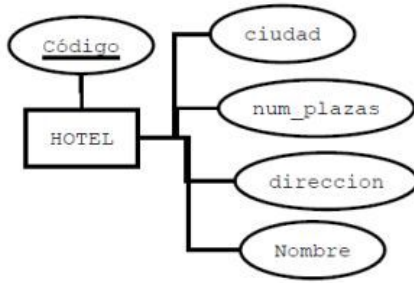 Código
ciudad
num_plazas
HOTEL
direccion
Nombre